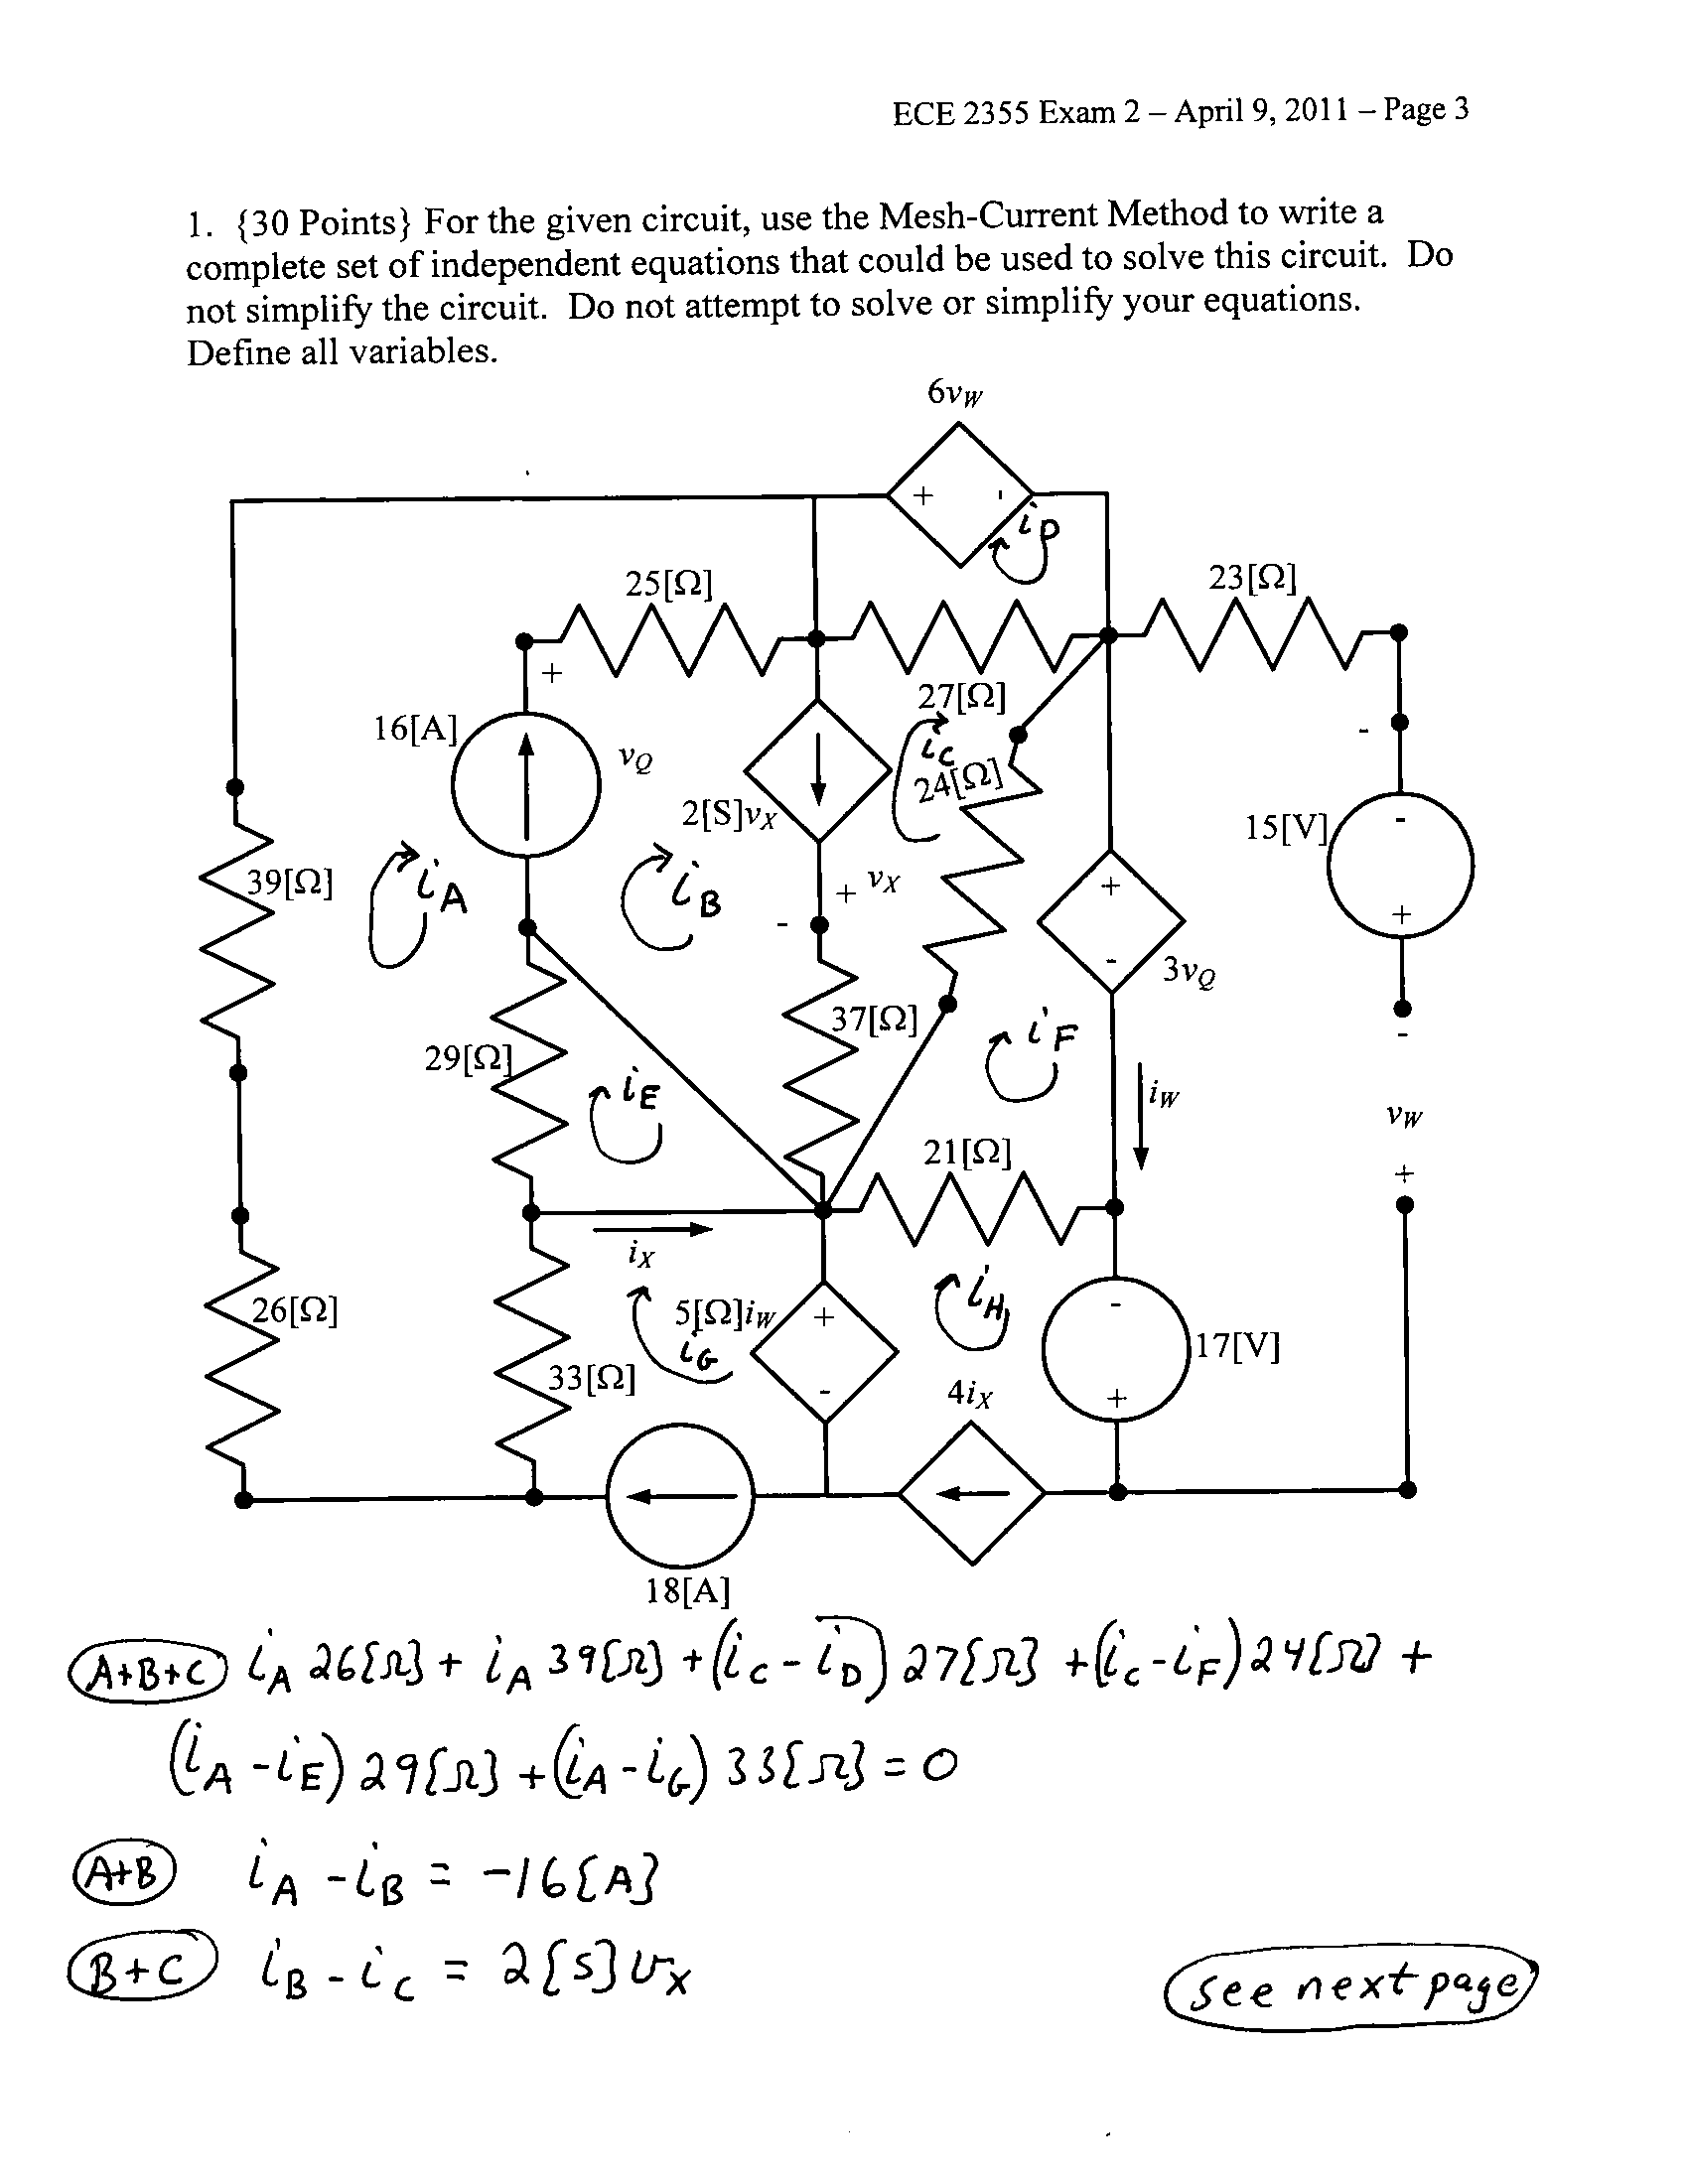 ECE 2355 Exam 2 – April 9, 2011 – Page 3
1. {30 Points} For the given circuit, use the Mesh-Current Method to write a
complete set of independent equations that could be used to solve this circuit. Do
not simplify the circuit. Do not attempt to solve or simplify your equations.
Define all variables.
6vW
+ -
iD
25[Ω]
23[Ω]
+
27[Ω]
16[A]
vQ
iC
24[Ω]
-
2[S]vX
15[V]
-
+
39[Ω]
iA
iB
+ vX
-
+
-
3vQ
37[Ω]
iF
-
29[Ω]
iE
iW
vW
21[Ω]
+
iX
26[Ω]
5[Ω]iW
+
-
iG
iH
-
+
17[V]
33[Ω]
4iX
18[A]
A+B+C iA 26[Ω] + iA 39[Ω] + (iC - iD) 27[Ω] + (iC - iF) 24[Ω] +
(iA - iE) 29[Ω] + (iA - iG) 33[Ω] = 0
A+B iA - iB = -16[A]
B+C iB - iC = 2[S]vX
see next page